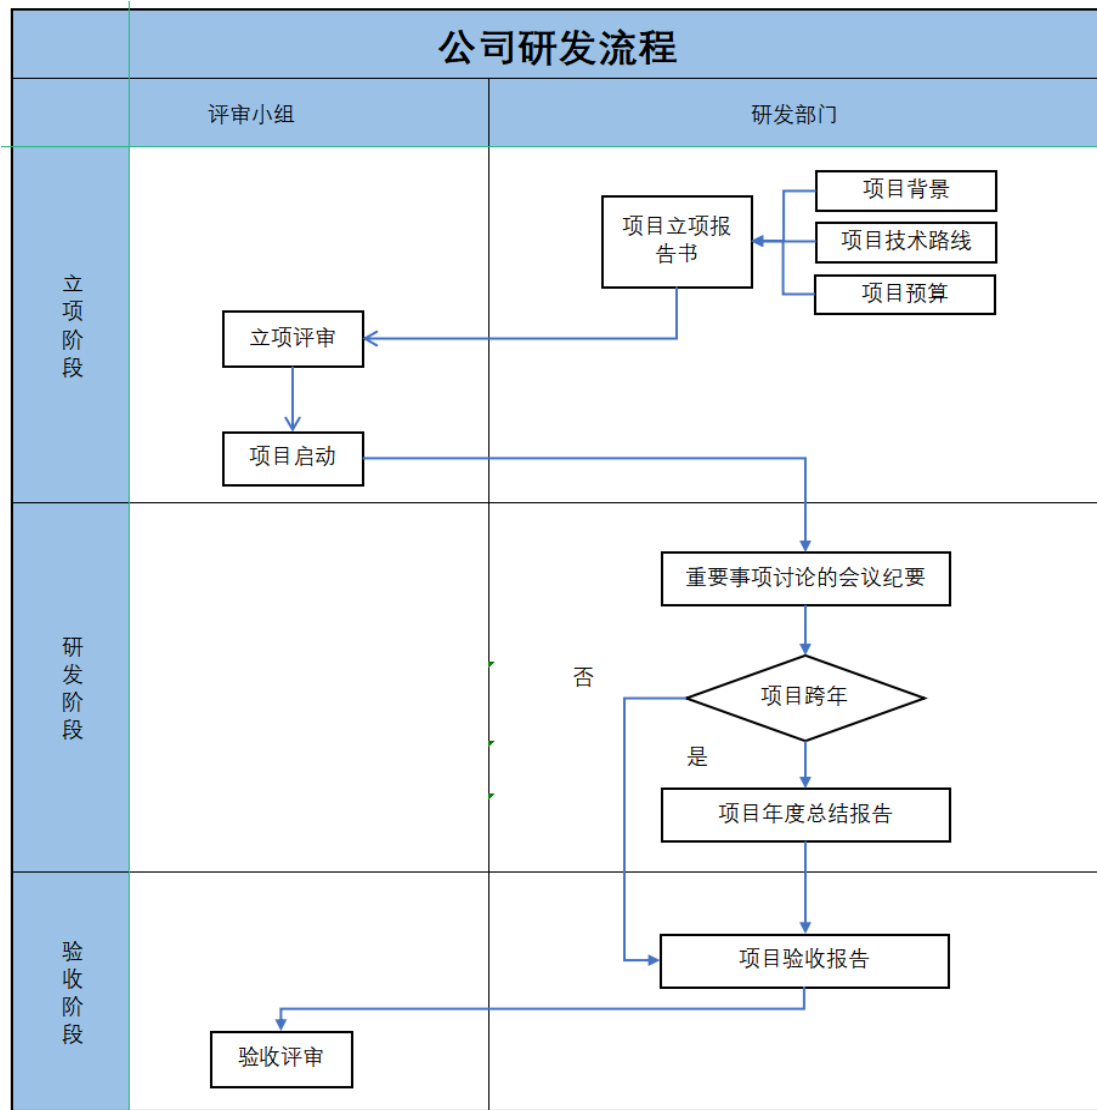 公司研发流程
评审小组
研发部门
立项阶段
项目立项报
告书
项目背景
项目技术路线
项目预算
立项评审
项目启动
研发阶段
重要事项讨论的会议纪要
否
项目跨年
是
项目年度总结报告
验收阶段
项目验收报告
验收评审